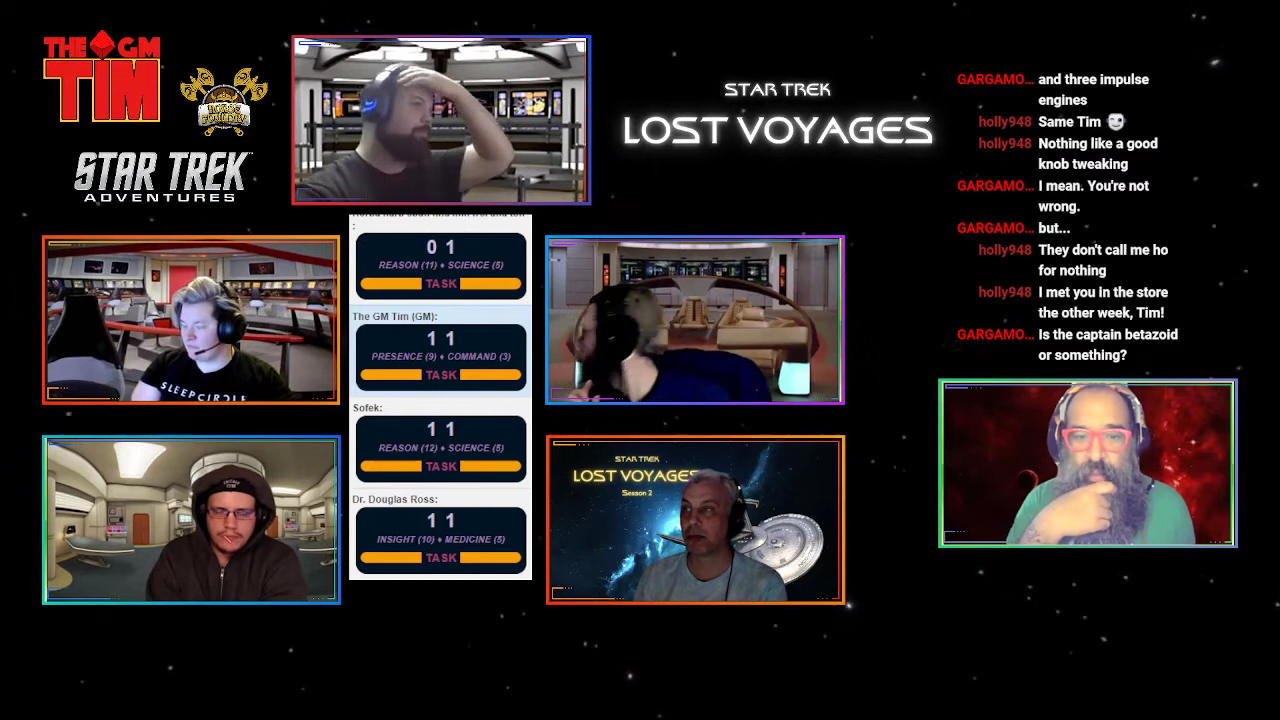 THE GM
TIM
STAR TREK
ADVENTURES
STAR TREK
LOST VOYAGES
:
0 1
REASON (11) ♦ SCIENCE (5)
TASK
The GM Tim (GM):
1 1
PRESENCE (9) ♦ COMMAND (3)
TASK
Sofek:
1 1
REASON (12) ♦ SCIENCE (5)
TASK
Dr. Douglas Ross:
1 1
INSIGHT (10) ♦ MEDICINE (5)
TASK
SLEEPCIRCLE
STAR TREK
LOST VOYAGES
Season 2
GARGAMO... and three impulse
engines
holly948 Same Tim
holly948 Nothing like a good
knob tweaking
GARGAMO... I mean. You're not
wrong.
GARGAMO... but...
holly948 They don't call me ho
for nothing
holly948 I met you in the store
the other week, Tim!
GARGAMO... Is the captain betazoid
or something?